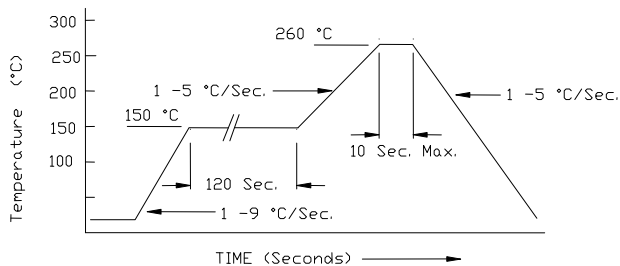 300
250
200
150
100
Temperature (°C)
260 °C
1 -5 °C/Sec.
150 °C
1 -5 °C/Sec.
10 Sec. Max.
120 Sec.
1 -9 °C/Sec.
TIME (Seconds)